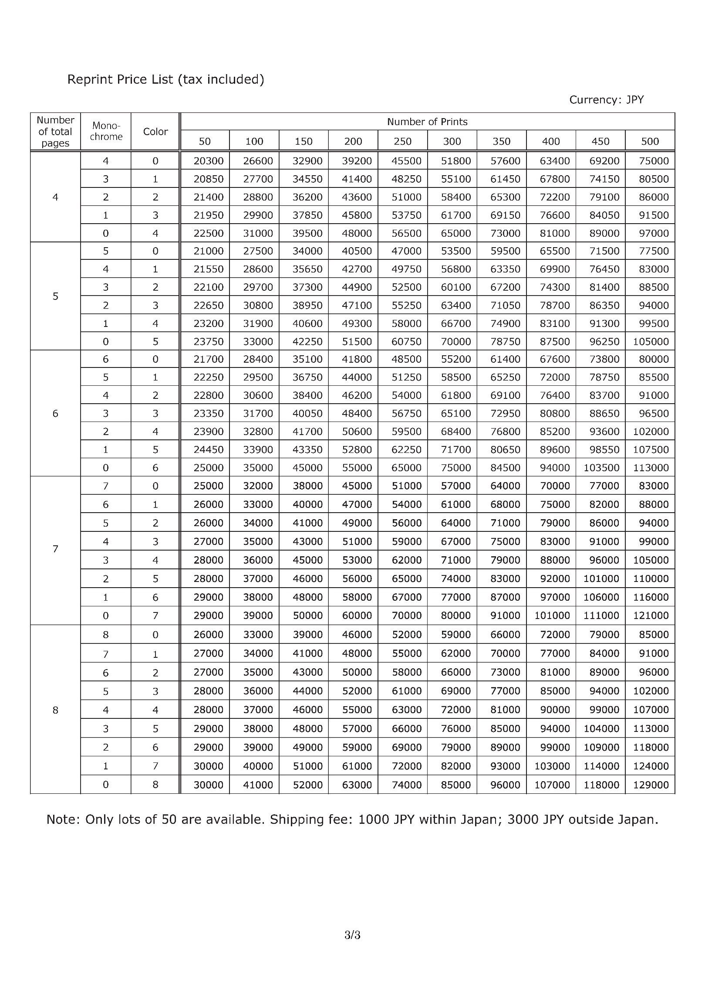 Reprint Price List (tax included)
Currency: JPY
Number of total pages Mono-chrome Color Number of Prints
50 100 150 200 250 300 350 400 450 500
4 4 0 20300 26600 32900 39200 45500 51800 57600 63400 69200 75000
3 1 20850 27700 34550 41400 48250 55100 61450 67800 74150 80500
2 2 21400 28800 36200 43600 51000 58400 65300 72200 79100 86000
1 3 21950 29900 37850 45800 53750 61700 69150 76600 84050 91500
0 4 22500 31000 39500 48000 56500 65000 73000 81000 89000 97000
5 5 0 21000 27500 34000 40500 47000 53500 59500 65500 71500 77500
4 1 21550 28600 35650 42700 49750 56800 63350 69900 76450 83000
3 2 22100 29700 37300 44900 52500 60100 67200 74300 81400 88500
2 3 22650 30800 38950 47100 55250 63400 71050 78700 86350 94000
1 4 23200 31900 40600 49300 58000 66700 74900 83100 91300 99500
0 5 23750 33000 42250 51500 60750 70000 78750 87500 96250 105000
6 6 0 21700 28400 35100 41800 48500 55200 61400 67600 73800 80000
5 1 22250 29500 36750 44000 51250 58500 65250 72000 78750 85500
4 2 22800 30600 38400 46200 54000 61800 69100 76400 83700 91000
3 3 23350 31700 40050 48400 56750 65100 72950 80800 88650 96500
2 4 23900 32800 41700 50600 59500 68400 76800 85200 93600 102000
1 5 24450 33900 43350 52800 62250 71700 80650 89600 98550 107500
0 6 25000 35000 45000 55000 65000 75000 84500 94000 103500 113000
7 7 0 25000 32000 38000 45000 51000 57000 64000 70000 77000 83000
6 1 26000 33000 40000 47000 54000 61000 68000 75000 82000 88000
5 2 26000 34000 41000 49000 56000 64000 71000 79000 86000 94000
4 3 27000 35000 43000 51000 59000 67000 75000 83000 91000 99000
3 4 28000 36000 45000 53000 62000 71000 79000 88000 96000 105000
2 5 28000 37000 46000 56000 65000 74000 83000 92000 101000 110000
1 6 29000 38000 48000 58000 67000 77000 87000 97000 106000 116000
0 7 29000 39000 50000 60000 70000 80000 91000 101000 111000 121000
8 8 0 26000 33000 39000 46000 52000 59000 66000 72000 79000 85000
7 1 27000 34000 41000 48000 55000 62000 70000 77000 84000 91000
6 2 27000 35000 43000 50000 58000 66000 73000 81000 89000 96000
5 3 28000 36000 44000 52000 61000 69000 77000 85000 94000 102000
4 4 28000 37000 46000 55000 63000 72000 81000 90000 99000 107000
3 5 29000 38000 48000 57000 66000 76000 85000 94000 104000 113000
2 6 29000 39000 49000 59000 69000 79000 89000 99000 109000 118000
1 7 30000 40000 51000 61000 72000 82000 93000 103000 114000 124000
0 8 30000 41000 52000 63000 74000 85000 96000 107000 118000 129000
Note: Only lots of 50 are available. Shipping fee: 1000 JPY within Japan; 3000 JPY outside Japan.
3/3